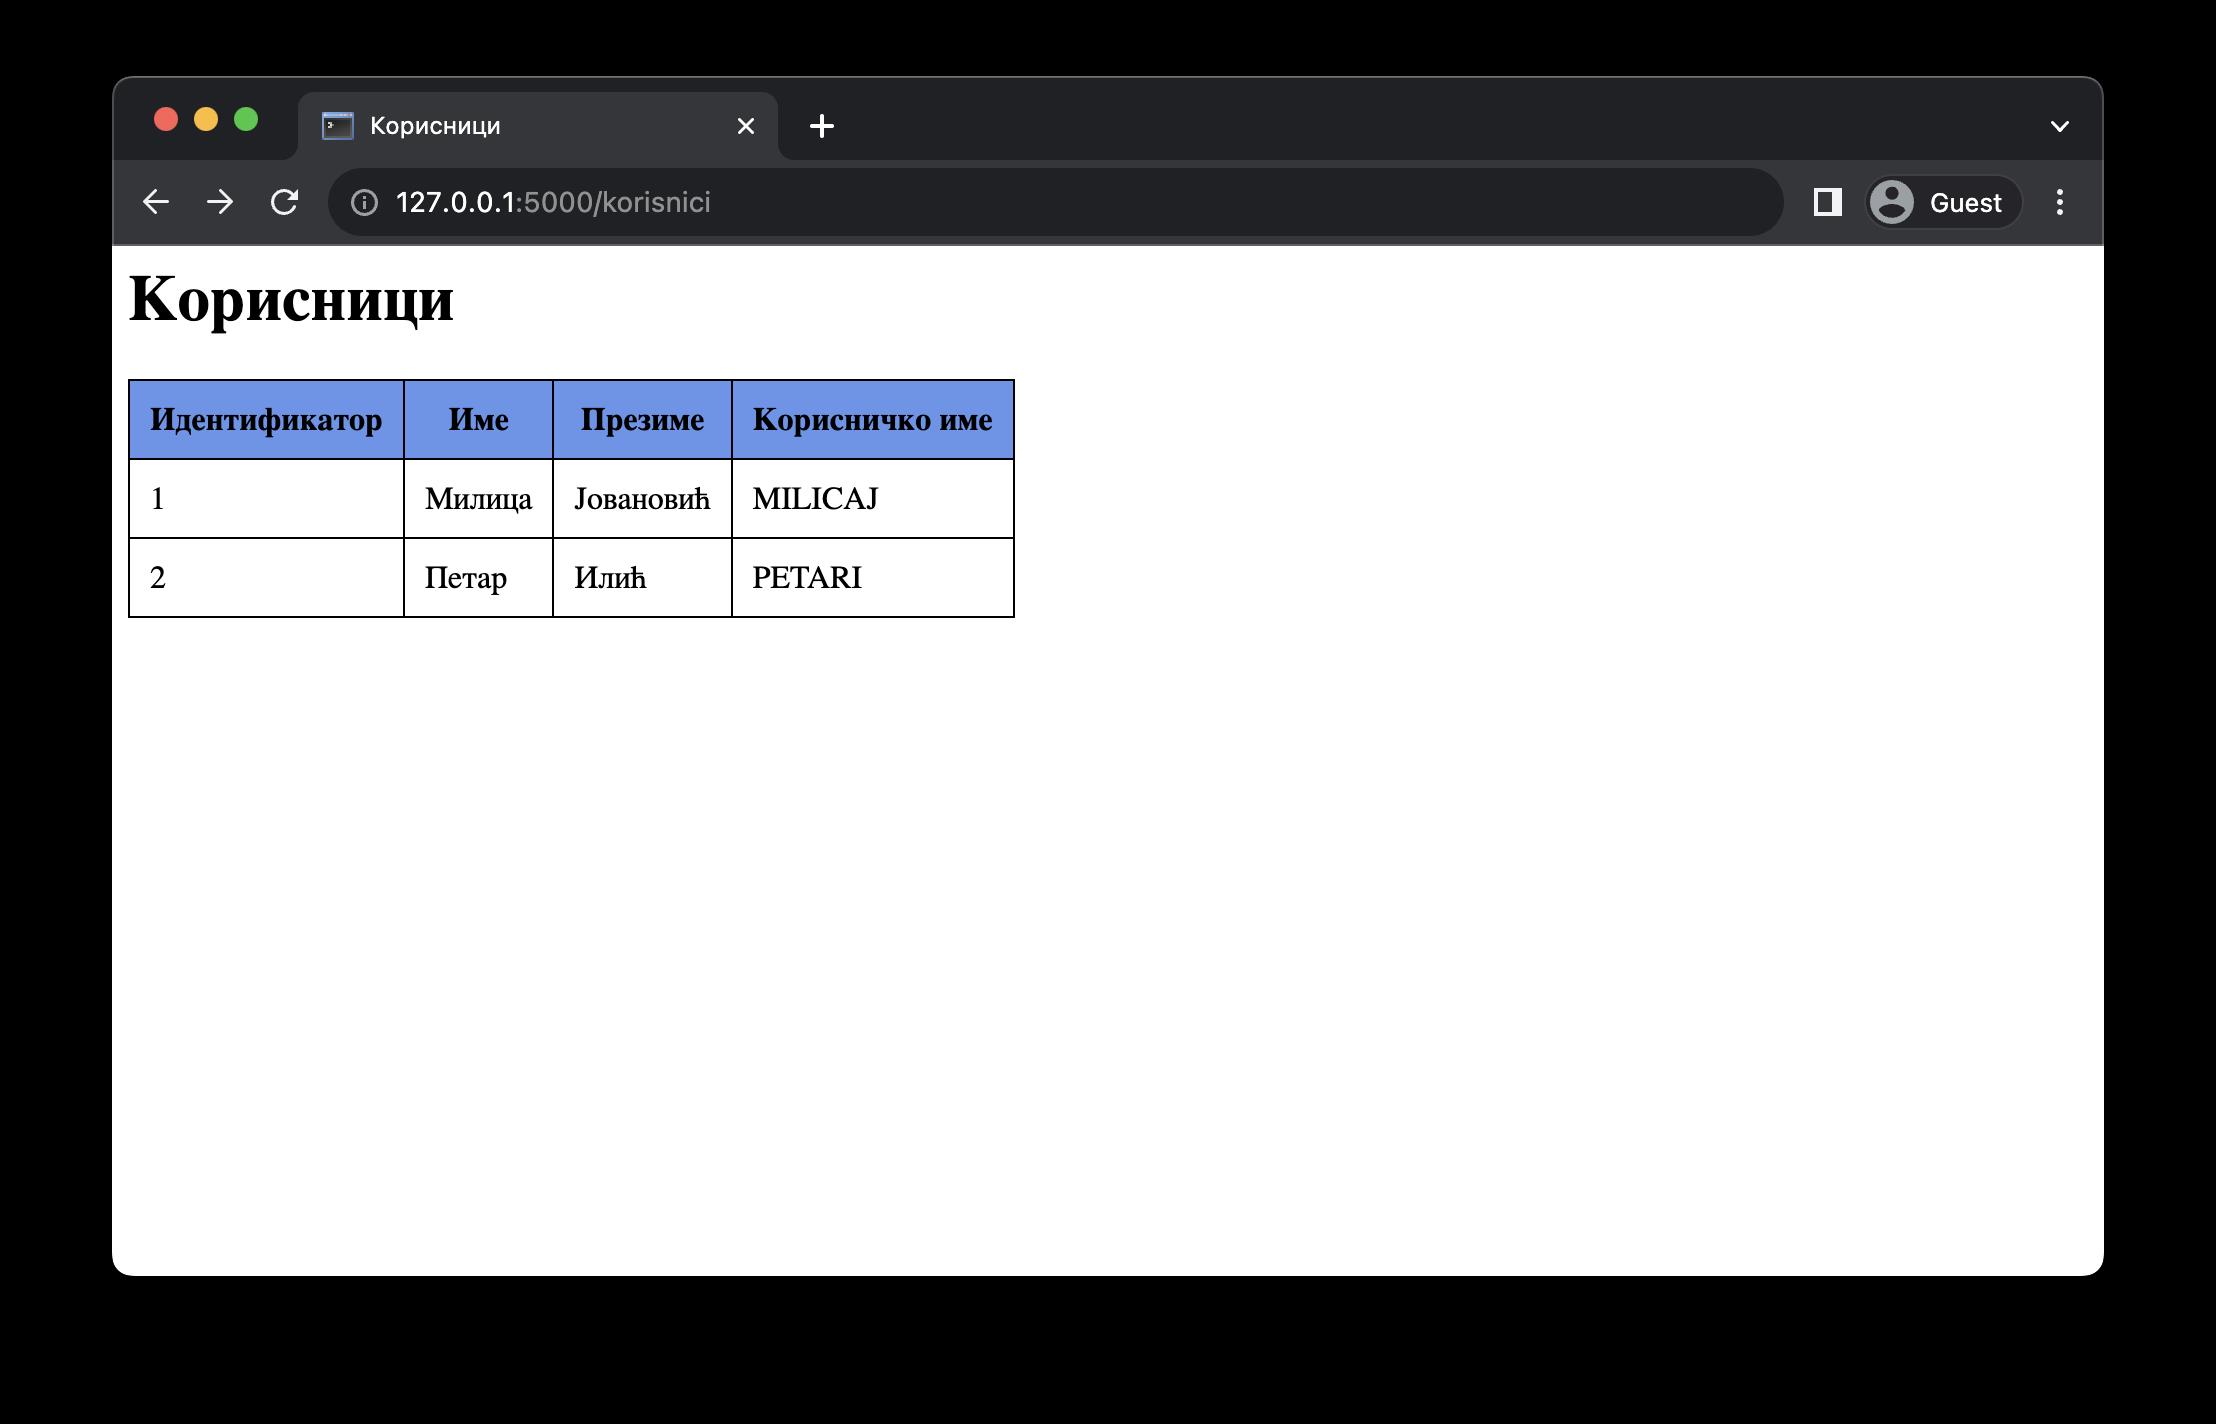 Корисници
127.0.0.1:5000/korisnici
Guest
Корисници
Идентификатор Име Презиме Корисничко име
1 Милица Јовановић MILICAJ
2 Петар Илић PETARI